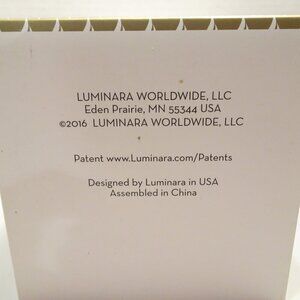 LUMINARA WORLDWIDE, LLC
Eden Prairie, MN 55344 USA
©2016 LUMINARA WORLDWIDE, LLC
Patent www.Luminara.com/Patents
Designed by Luminara in USA
Assembled in China